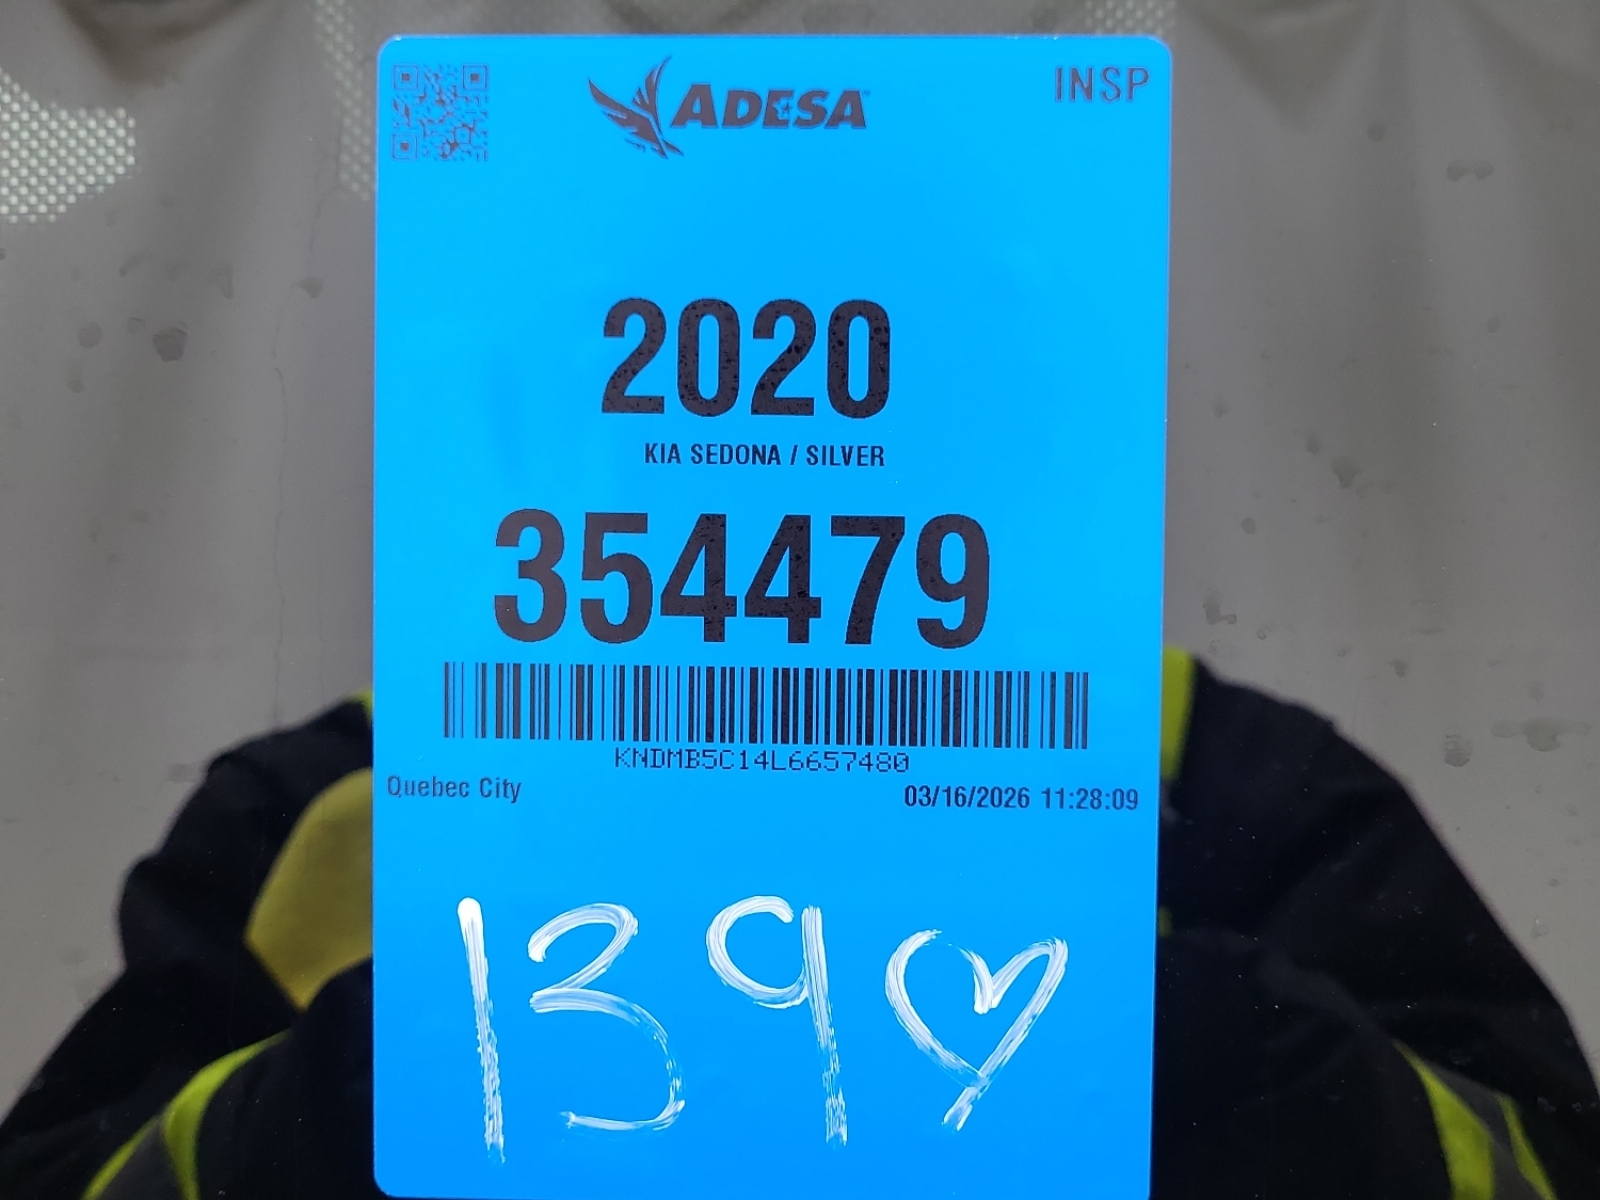 ADESA
INSP
2020
KIA SEDONA / SILVER
354479
KNDMB5C14L6657480
Quebec City
03/16/2026 11:28:09
139♡